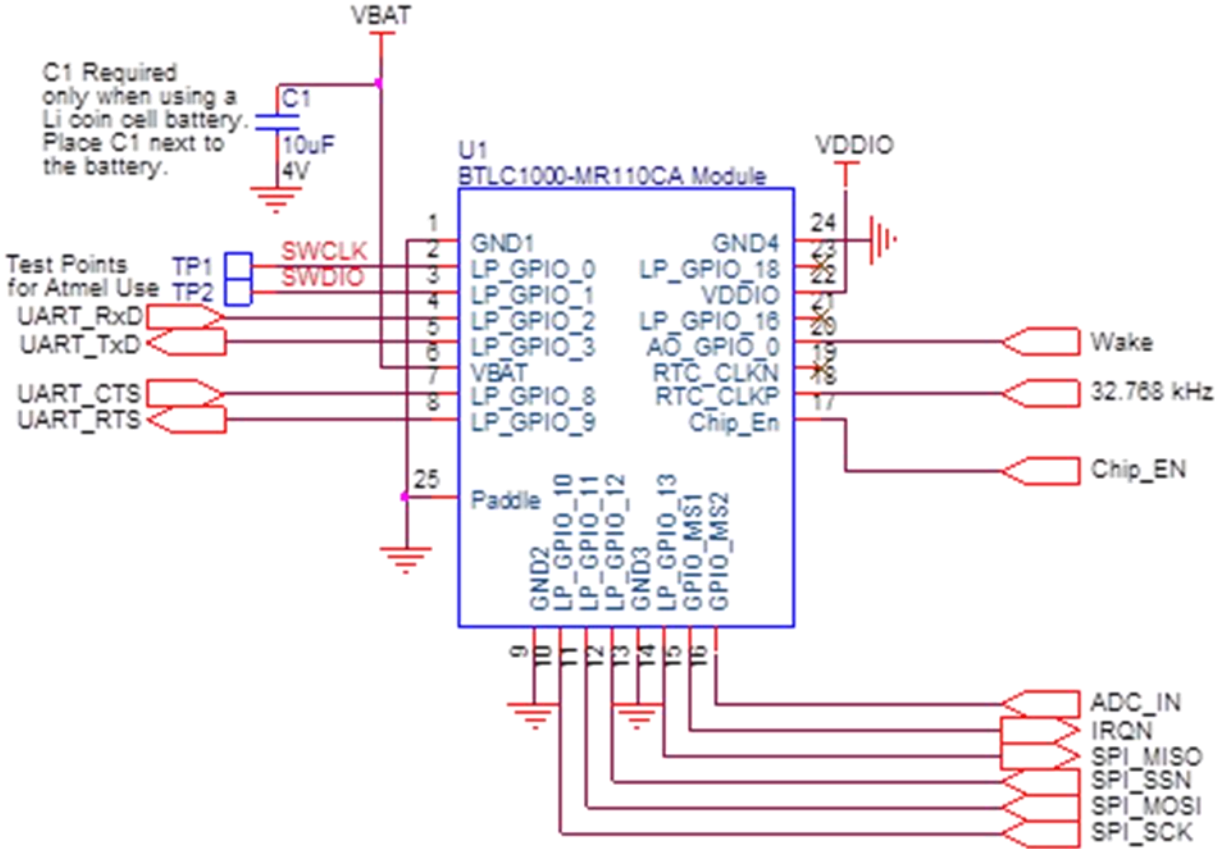 VBAT
C1 Required
only when using a
Li coin cell battery.
Place C1 next to
the battery.
C1
10uF
4V
U1
BTLC1000-MR110CA Module
VDDIO
Test Points
for Atmel Use
TP1
TP2
SWCLK
SWDIO
UART_RxD
UART_TxD
UART_CTS
UART_RTS
1
2
3
4
5
6
7
8
25
GND1
LP_GPIO_0
LP_GPIO_1
LP_GPIO_2
LP_GPIO_3
VBAT
LP_GPIO_8
LP_GPIO_9
Paddle
GND4
LP_GPIO_18
VDDIO
LP_GPIO_16
AO_GPIO_0
RTC_CLKN
RTC_CLKP
Chip_En
24
23
22
21
20
19
18
17
Wake
32.768 kHz
Chip_EN
GND2
LP_GPIO_10
LP_GPIO_11
LP_GPIO_12
GND3
LP_GPIO_13
GPIO_MS1
GPIO_MS2
9
10
11
12
13
14
15
16
ADC_IN
IRQN
SPI_MISO
SPI_SSN
SPI_MOSI
SPI_SCK